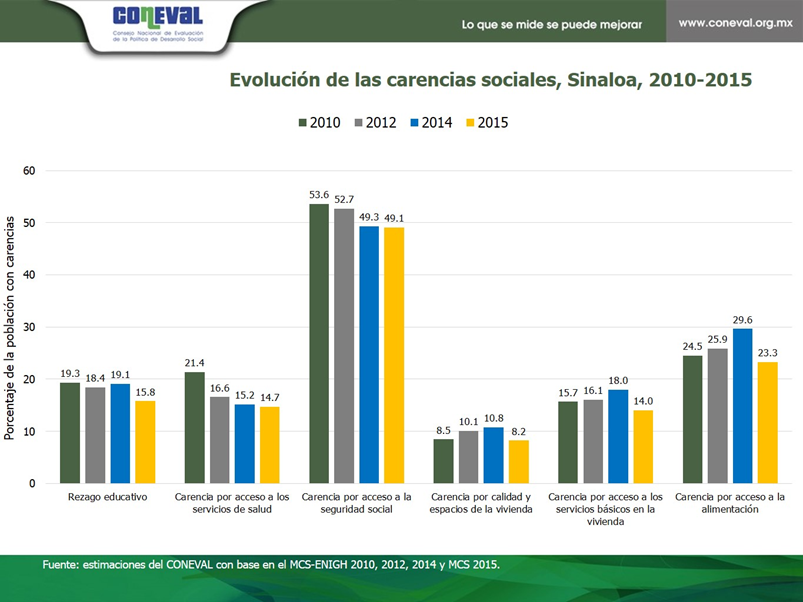 CONEVAL
Consejo Nacional de Evaluación
de la Política de Desarrollo Social
Lo que se mide se puede mejorar
www.coneval.org.mx
Evolución de las carencias sociales, Sinaloa, 2010-2015
2010 2012 2014 2015
Porcentaje de la población con carencias
60
50
40
30
20
10
0
19.3 18.4 19.1 15.8
21.4 16.6 15.2 14.7
53.6 52.7 49.3 49.1
8.5 10.1 10.8 8.2
15.7 16.1 18.0 14.0
24.5 25.9 29.6 23.3
Rezago educativo
Carencia por acceso a los
servicios de salud
Carencia por acceso a la
seguridad social
Carencia por calidad y
espacios de la vivienda
Carencia por acceso a los
servicios básicos en la
vivienda
Carencia por acceso a la
alimentación
Fuente: estimaciones del CONEVAL con base en el MCS-ENIGH 2010, 2012, 2014 y MCS 2015.